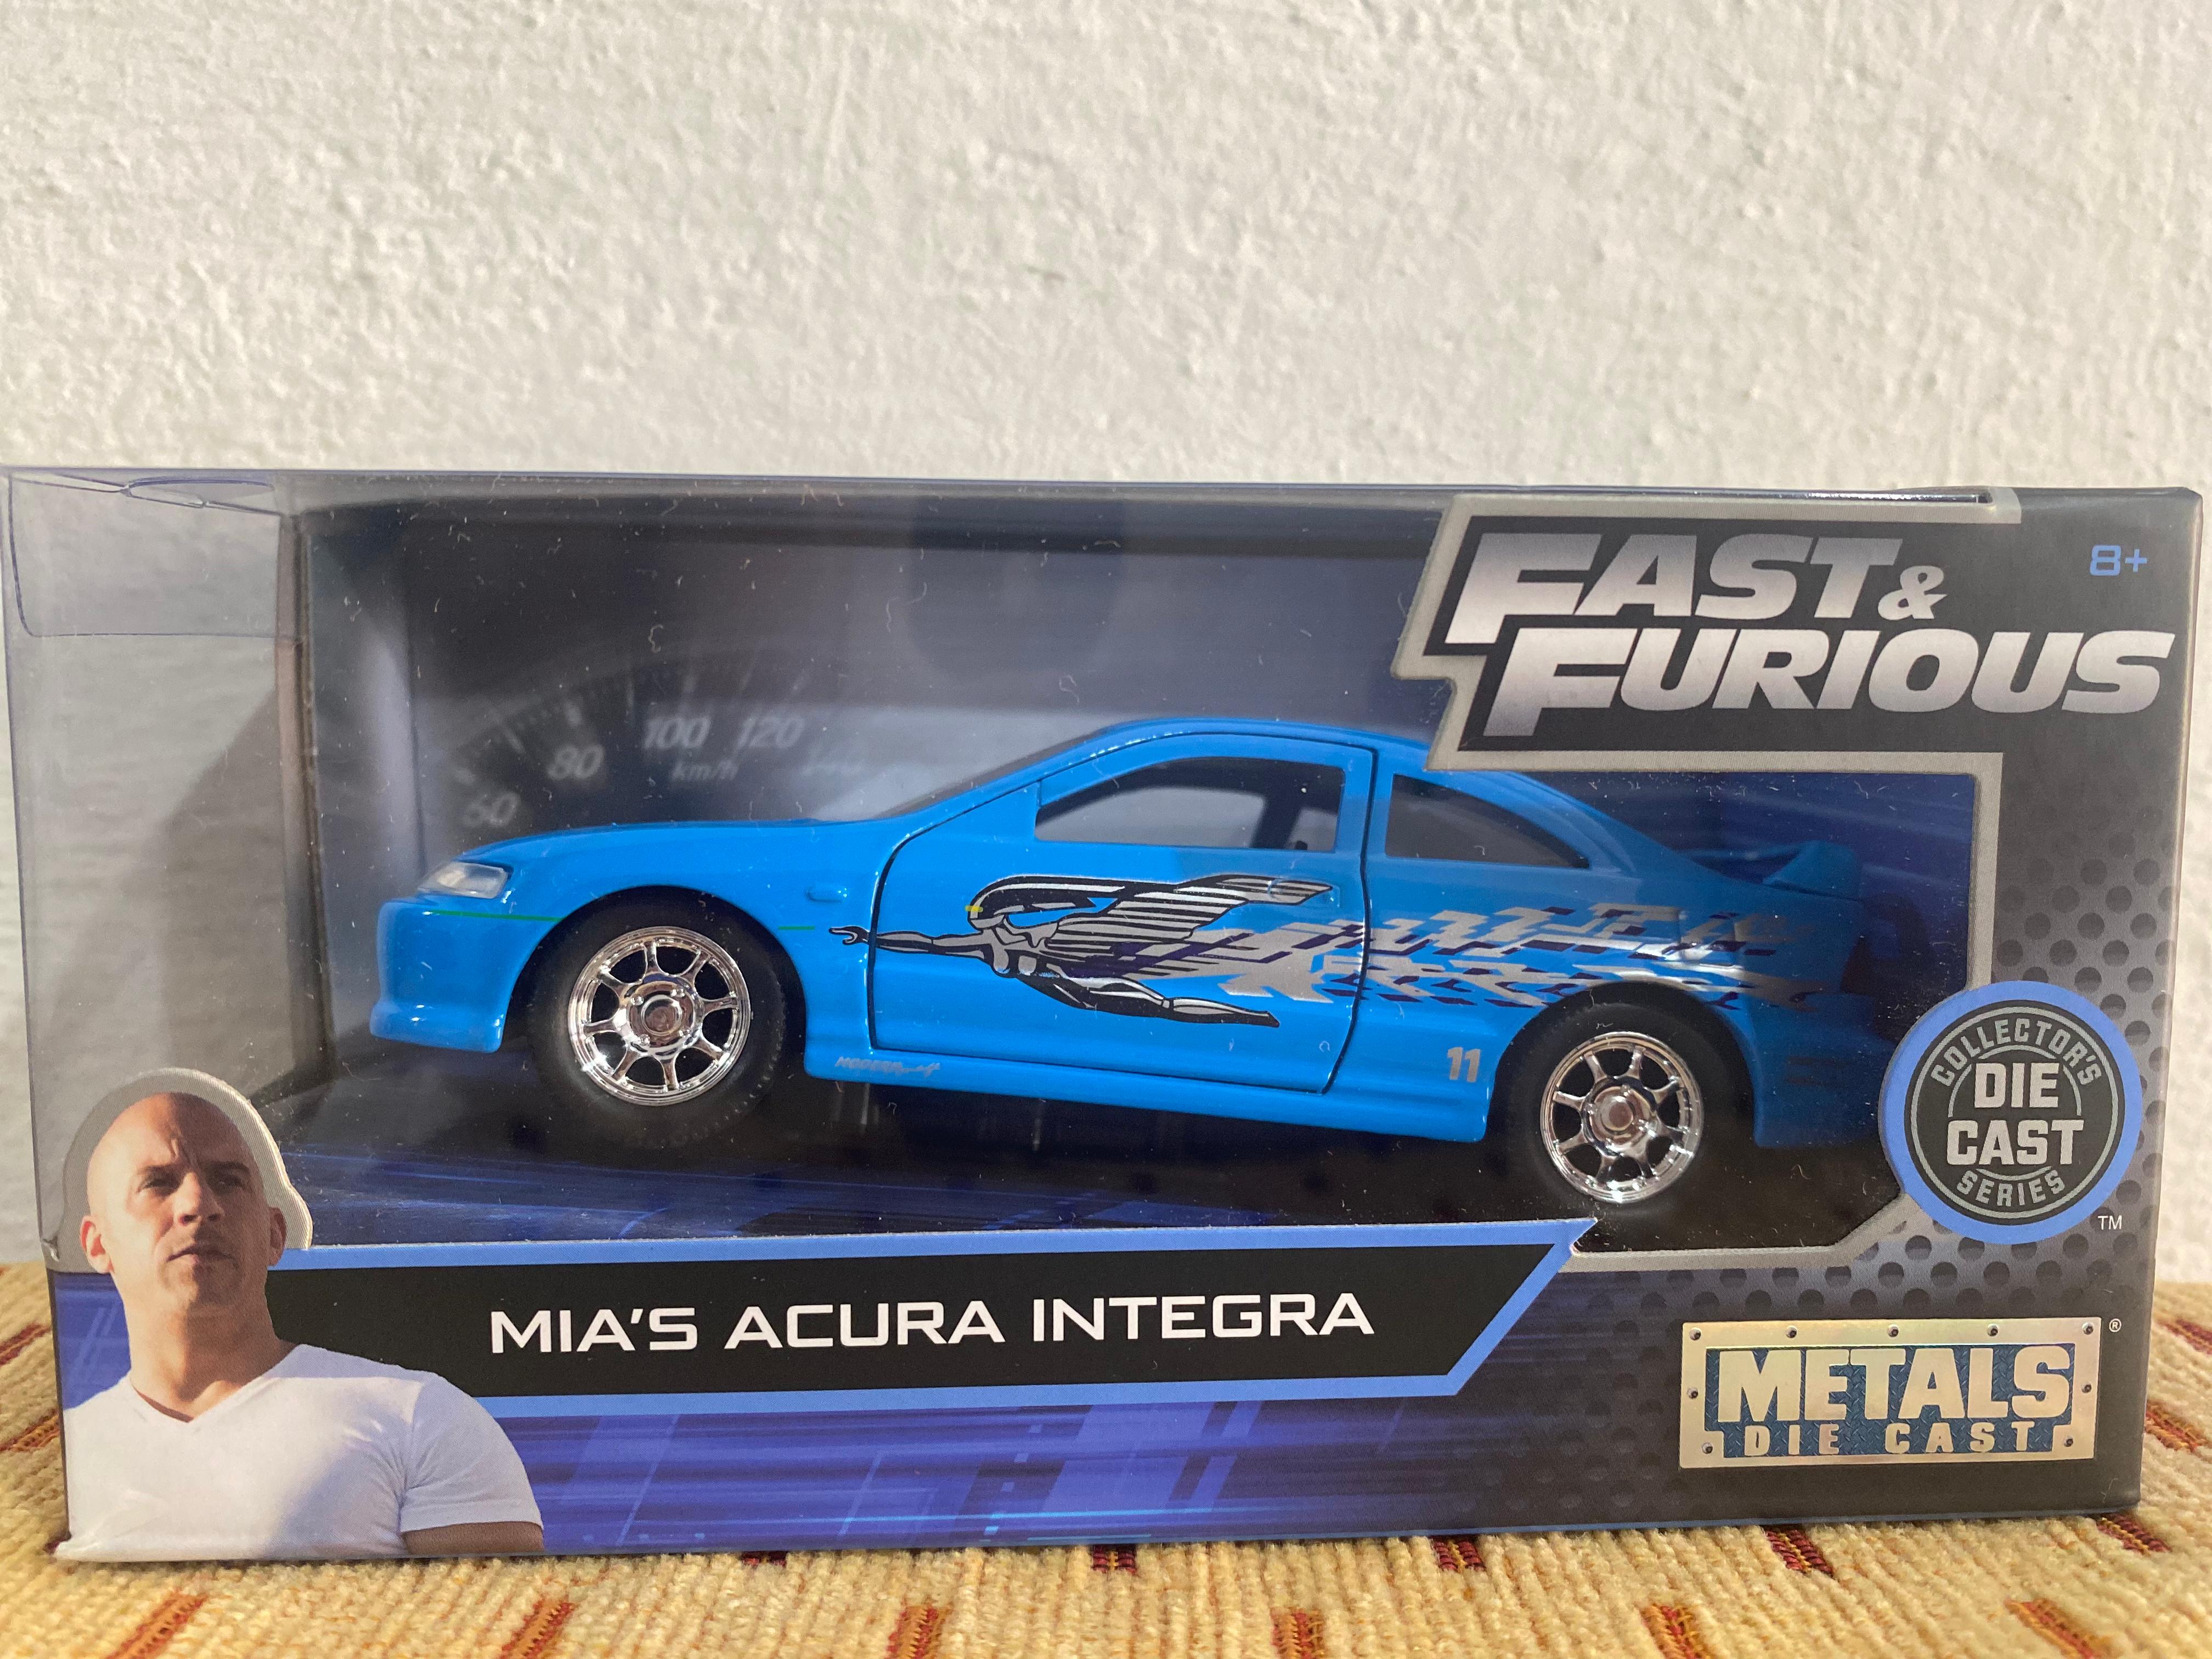 FAST &
FURIOUS
8+
60
80
100
120
140
km/h
11
COLLECTOR'S
DIE
CAST
SERIES
TM
MIA'S ACURA INTEGRA
METALS
DIE CAST
®